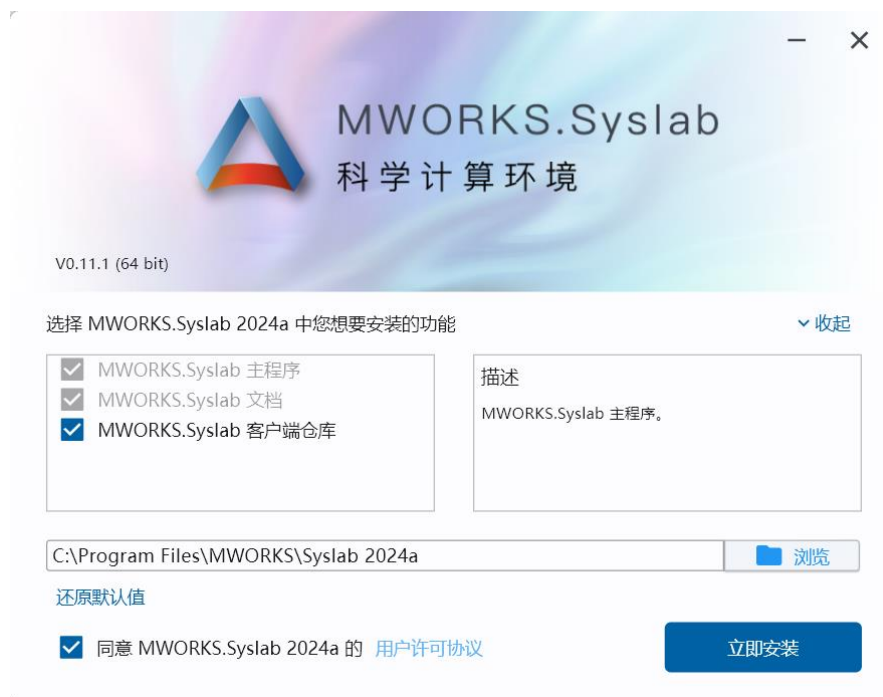 MWORKS.Syslab
科学计算环境
V0.11.1 (64 bit)
选择 MWORKS.Syslab 2024a 中您想要安装的功能
收起
MWORKS.Syslab 主程序
MWORKS.Syslab 文档
MWORKS.Syslab 客户端仓库
描述
MWORKS.Syslab 主程序。
C:\Program Files\MWORKS\Syslab 2024a
浏览
还原默认值
同意 MWORKS.Syslab 2024a 的 用户许可协议
立即安装